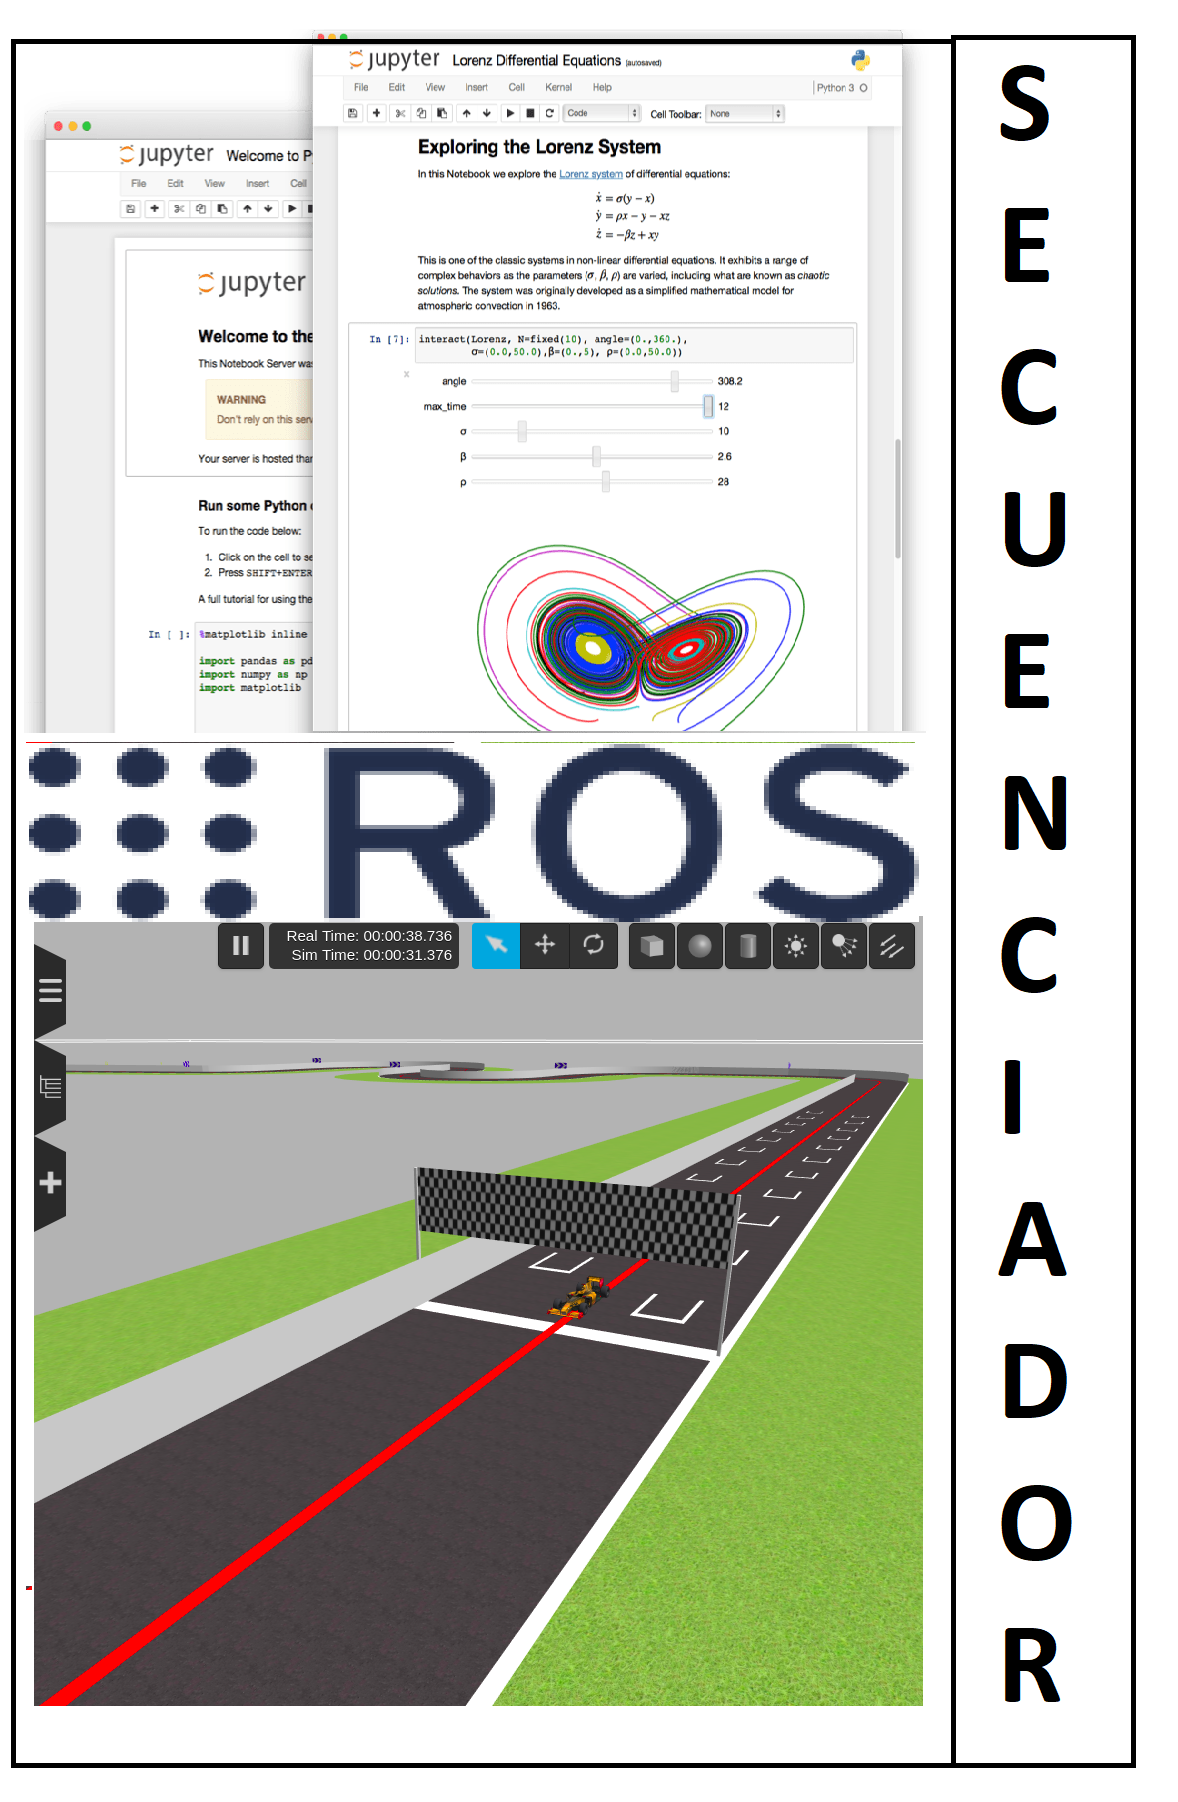 jupyter Welcome to P
File Edit View Insert Cell
jupyter
Welcome to the
This Notebook Server was
WARNING
Don't rely on this serv
Your server is hosted than
Run some Python
To run the code below:
1. Click on the cell to se
2. Press SHIFT+ENTER
A full tutorial for using the
In [ ]: %matplotlib inline
import pandas as pd
import numpy as np
import matplotlib
jupyter Lorenz Differential Equations (autosaved)
File Edit View Insert Cell Kernel Help Python 3
Code Cell Toolbar: None
Exploring the Lorenz System
In this Notebook we explore the Lorenz system of differential equations:
ẋ = σ(y − x)
ẏ = ρx − y − xz
ż = −βz + xy
This is one of the classic systems in non-linear differential equations. It exhibits a range of
complex behaviors as the parameters (σ, β, ρ) are varied, including what are known as chaotic
solutions. The system was originally developed as a simplified mathematical model for
atmospheric convection in 1963.
In [7]: interact(Lorenz, N=fixed(10), angle=(0.,360.),
σ=(0.0,50.0),β=(0.,5), ρ=(0.0,50.0))
x
angle 308.2
max_time 12
σ 10
β 2.6
ρ 28
ROS
Real Time: 00:00:38.736
Sim Time: 00:00:31.376
S
E
C
U
E
N
C
I
A
D
O
R